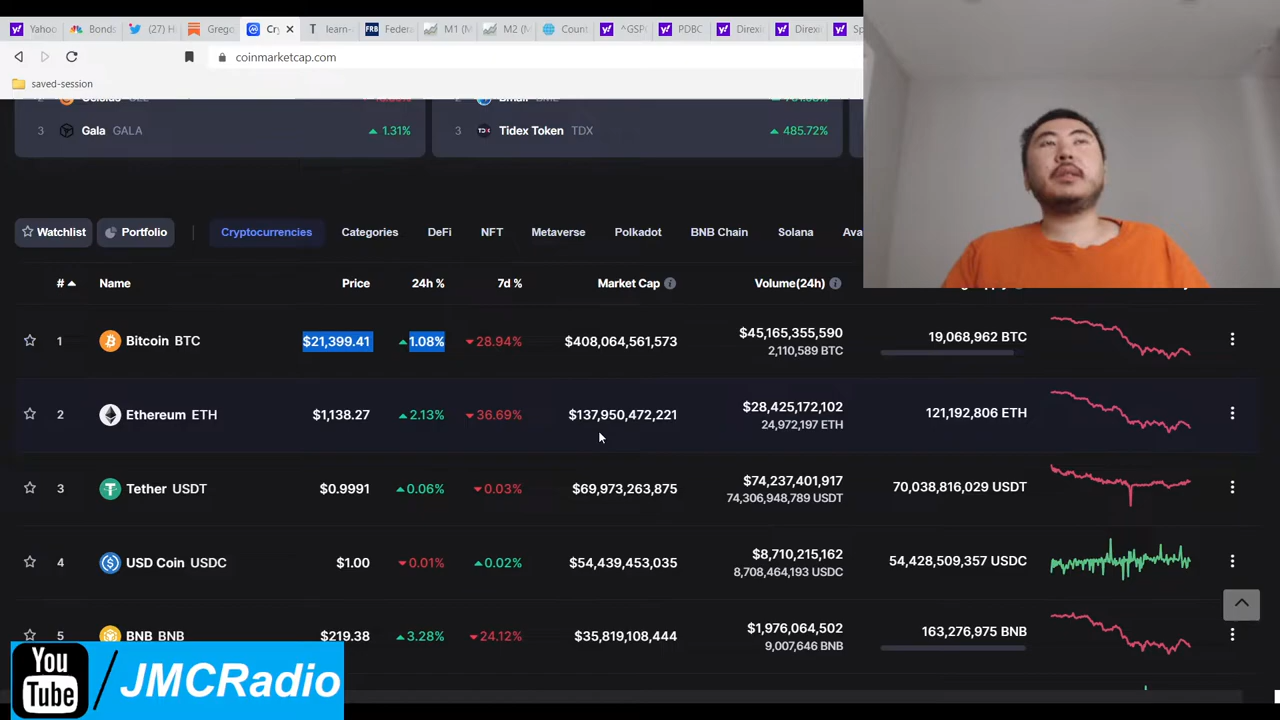 Yahoo
Bonds
(27) H
Grego
Cry
learn-
Federa
M1 (M
M2 (M
Count
^GSP
PDBC
Direxi
Direxi
Sp
coinmarketcap.com
saved-session
3 Gala GALA 1.31%
3 Tidex Token TDX 485.72%
Watchlist Portfolio Cryptocurrencies Categories DeFi NFT Metaverse Polkadot BNB Chain Solana Ava
# Name Price 24h % 7d % Market Cap Volume(24h)
1 Bitcoin BTC $21,399.41 1.08% 28.94% $408,064,561,573 $45,165,355,590 19,068,962 BTC
2,110,589 BTC
2 Ethereum ETH $1,138.27 2.13% 36.69% $137,950,472,221 $28,425,172,102 121,192,806 ETH
24,972,197 ETH
3 Tether USDT $0.9991 0.06% 0.03% $69,973,263,875 $74,237,401,917 70,038,816,029 USDT
74,306,948,789 USDT
4 USD Coin USDC $1.00 0.01% 0.02% $54,439,453,035 $8,710,215,162 54,428,509,357 USDC
8,708,464,193 USDC
5 BNB BNB $219.38 3.28% 24.12% $35,819,108,444 $1,976,064,502 163,276,975 BNB
9,007,646 BNB
You
Tube
/JMCRadio